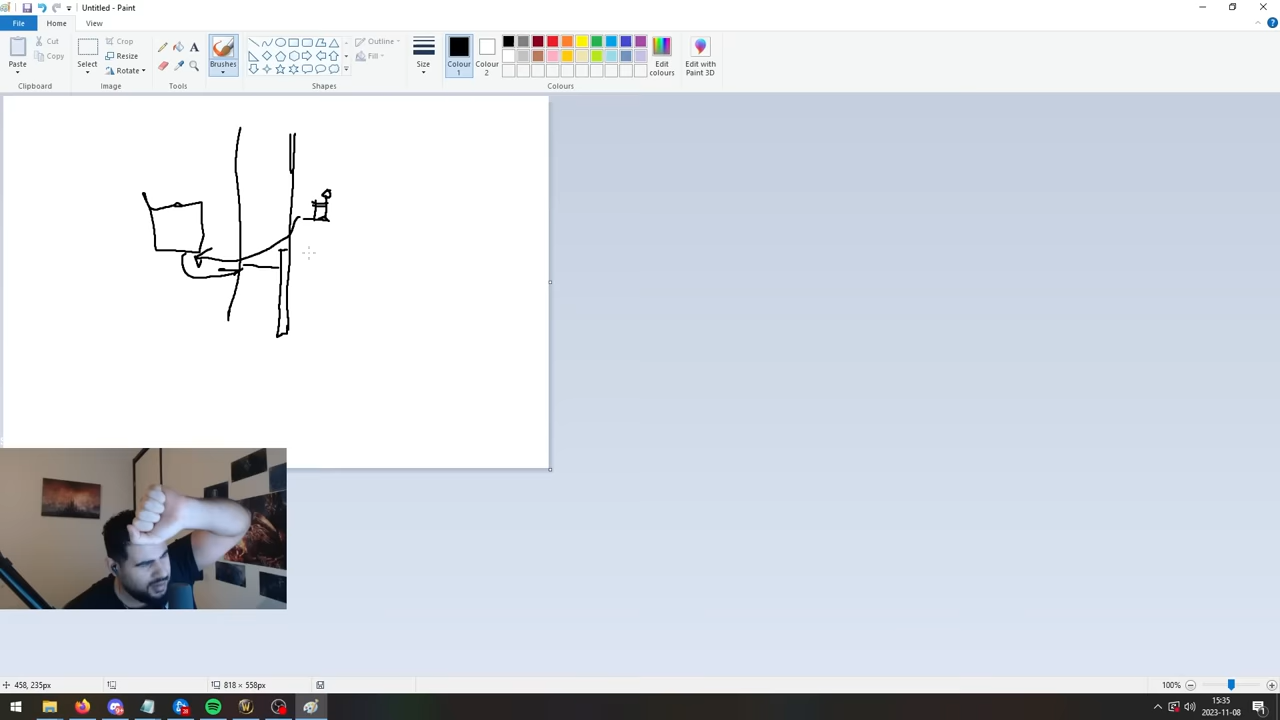 Untitled - Paint
File Home View
Paste
Cut
Copy
Clipboard
Select
Crop
Resize
Rotate
Image
A
Tools
Brushes
Outline
Fill
Shapes
Size
Colour 1
Colour 2
Edit colours
Edit with Paint 3D
Colours
458, 235px
818 × 558px
100%
15:35
2023-11-08